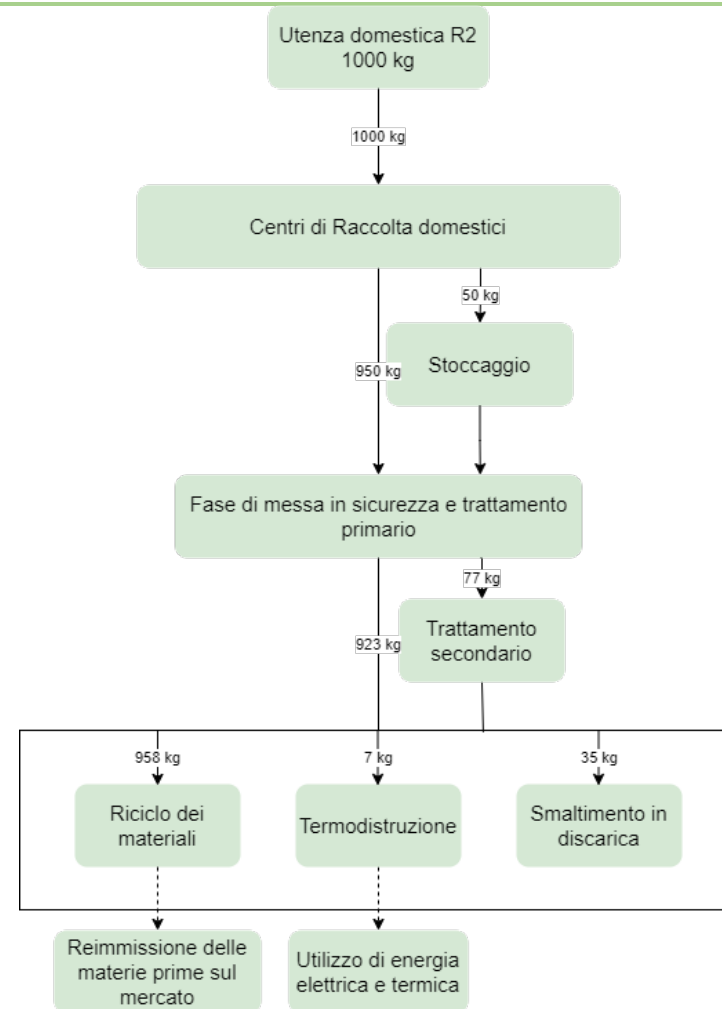 Utenza domestica R2
1000 kg
1000 kg
Centri di Raccolta domestici
50 kg
Stoccaggio
950 kg
Fase di messa in sicurezza e trattamento
primario
77 kg
Trattamento
secondario
923 kg
958 kg
7 kg
35 kg
Riciclo dei
materiali
Termodistruzione
Smaltimento in
discarica
Reimmissione delle
materie prime sul
mercato
Utilizzo di energia
elettrica e termica